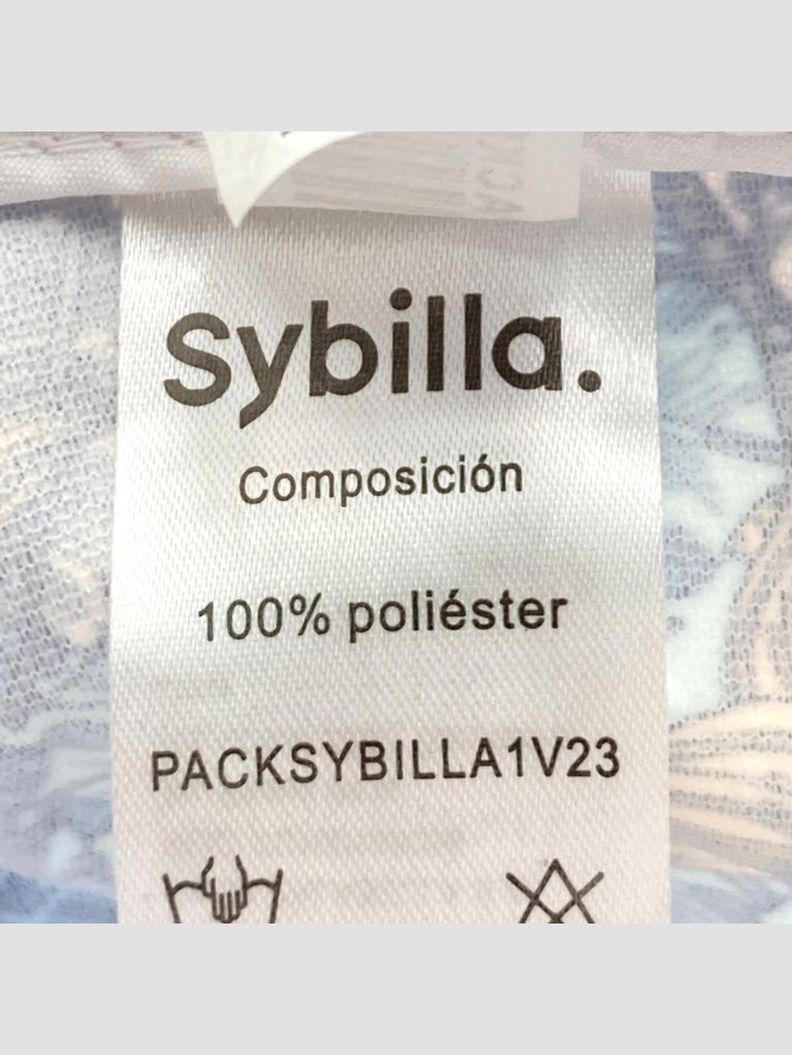 Sybilla.
Composición
100% poliéster
PACKSYBILLA1V23